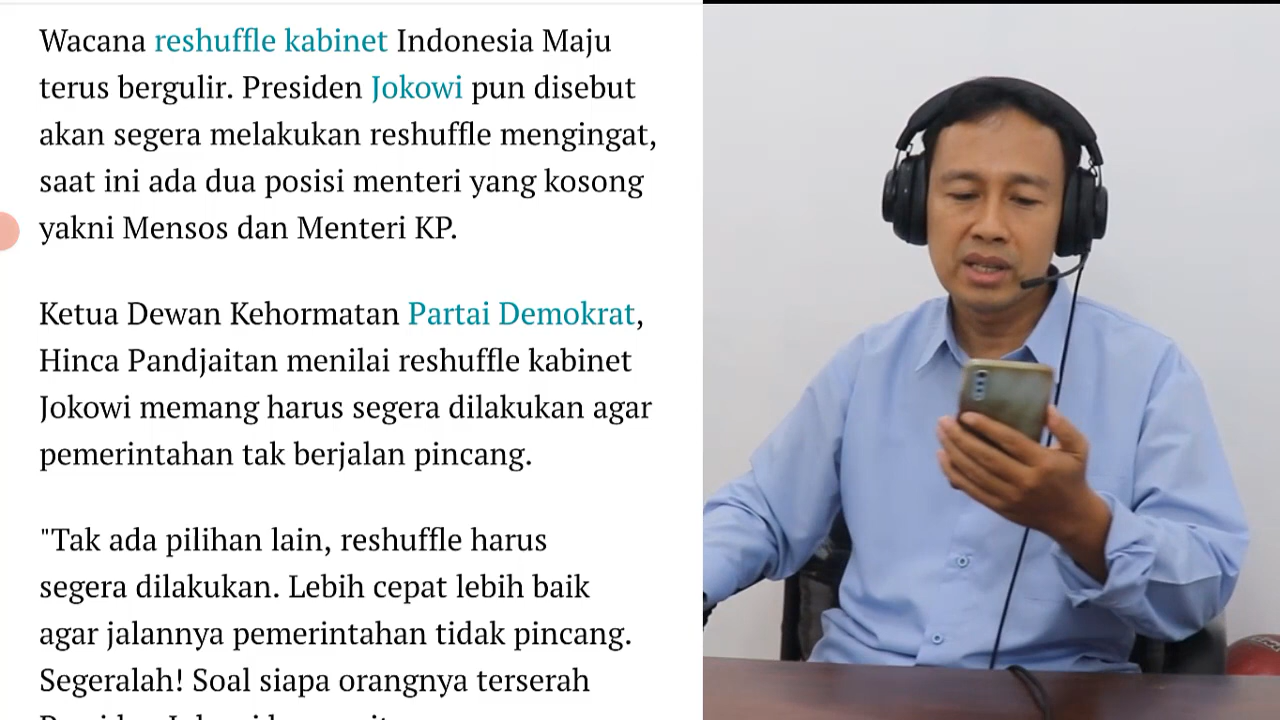 Wacana reshuffle kabinet Indonesia Maju
terus bergulir. Presiden Jokowi pun disebut
akan segera melakukan reshuffle mengingat,
saat ini ada dua posisi menteri yang kosong
yakni Mensos dan Menteri KP.
Ketua Dewan Kehormatan Partai Demokrat,
Hinca Pandjaitan menilai reshuffle kabinet
Jokowi memang harus segera dilakukan agar
pemerintahan tak berjalan pincang.
"Tak ada pilihan lain, reshuffle harus
segera dilakukan. Lebih cepat lebih baik
agar jalannya pemerintahan tidak pincang.
Segeralah! Soal siapa orangnya terserah